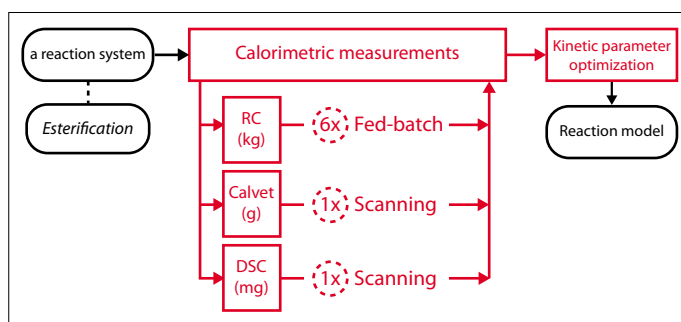 a reaction system
Calorimetric measurements
Kinetic parameter
optimization
Esterification
RC
(kg)
6x Fed-batch
Reaction model
Calvet
(g)
1x Scanning
DSC
(mg)
1x Scanning